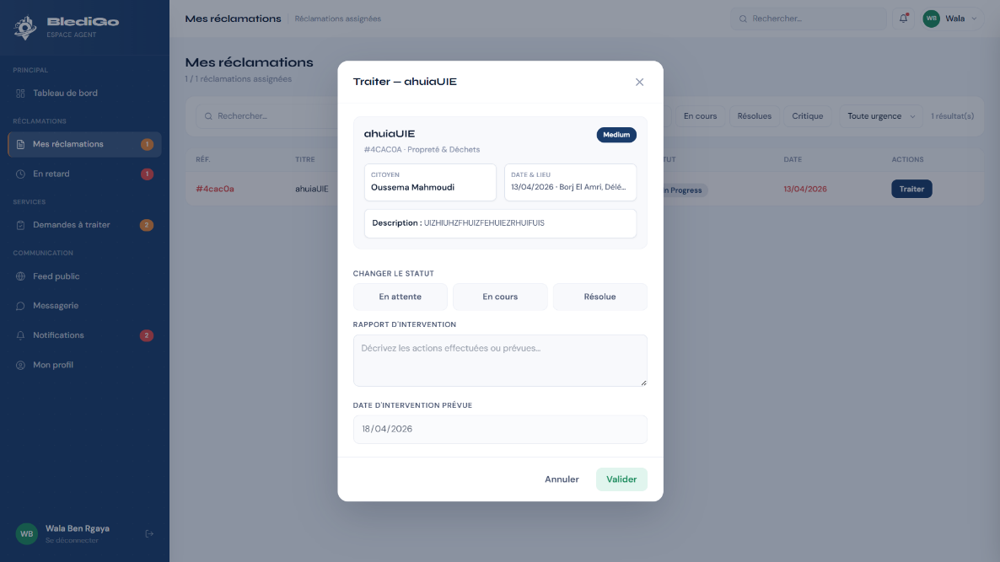 BlediGo
ESPACE AGENT
PRINCIPAL
Tableau de bord
RÉCLAMATIONS
Mes réclamations 1
En retard 1
SERVICES
Demandes à traiter 2
COMMUNICATION
Feed public
Messagerie
Notifications 2
Mon profil
WB
Wala Ben Rgaya
Se déconnecter
Mes réclamations Réclamations assignées
Rechercher...
WB Wala
Mes réclamations
1 / 1 réclamations assignées
Rechercher...
En cours Résolues Critique Toute urgence 1 résultat(s)
RÉF. TITRE DATE ACTIONS
#4cac0a ahuiaUIE In Progress 13/04/2026 Traiter
Traiter — ahuiaUIE
ahuiaUIE
Medium
#4CAC0A · Propreté & Déchets
CITOYEN
Oussema Mahmoudi
DATE & LIEU
13/04/2026 · Borj El Amri, Délé...
Description : UIZHIUHZFHUIZFEHUIEZRHUIFUIS
CHANGER LE STATUT
En attente En cours Résolue
RAPPORT D'INTERVENTION
Décrivez les actions effectuées ou prévues...
DATE D'INTERVENTION PRÉVUE
18/04/2026
Annuler Valider